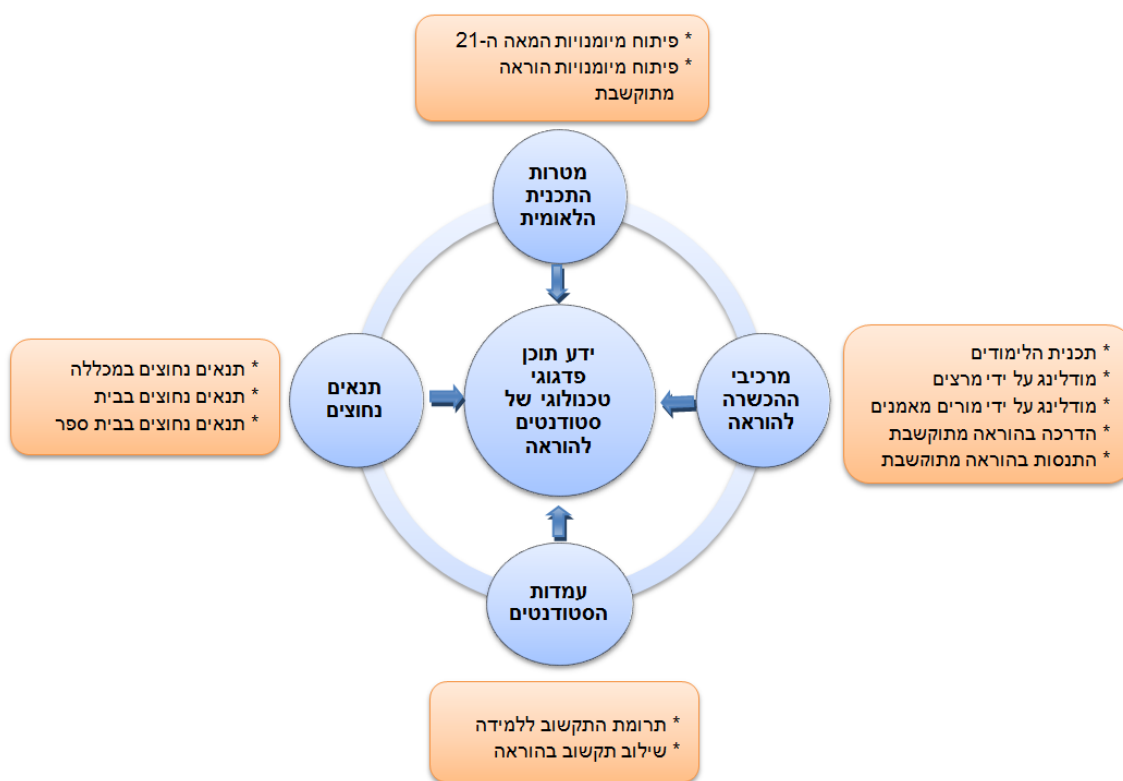 * פיתוח מיומנויות המאה ה-21
* פיתוח מיומנויות הוראה
מתוקשבת
מטרות
התכנית
הלאומית
* תכנית הלימודים
* מודלינג על ידי מרצים
* מודלינג על ידי מורים מאמנים
* הדרכה בהוראה מתוקשבת
* התנסות בהוראה מתוקשבת
מרכיבי
ההכשרה
להוראה
ידע תוכן
פדגוגי
טכנולוגי של
סטודנטים
להוראה
תנאים
נחוצים
* תנאים נחוצים במכללה
* תנאים נחוצים בבית
* תנאים נחוצים בבית ספר
עמדות
הסטודנטים
* תרומת התקשוב ללמידה
* שילוב תקשוב בהוראה